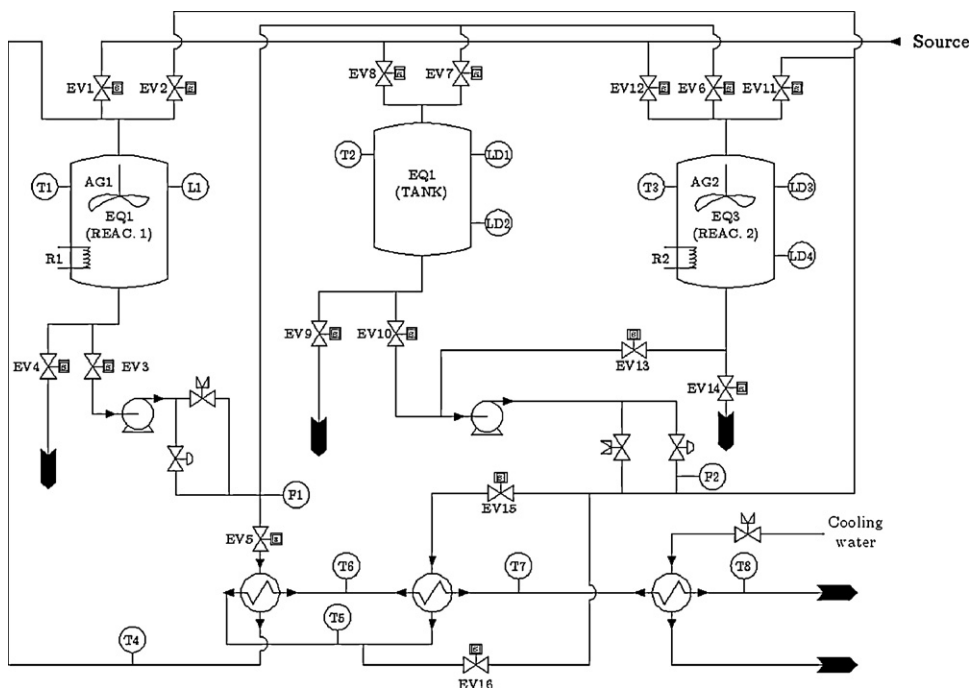 Source
EV1
EV2
EV8
EV7
EV12
EV6
EV11
T1
AG1
L1
EQ1
(REAC. 1)
R1
T2
LD1
EQ1
(TANK)
LD2
T3
AG2
LD3
EQ3
(REAC. 2)
R2
LD4
EV4
EV3
EV9
EV10
EV13
EV14
M
M
M
P1
P2
EV15
EV5
Cooling
water
T6
T7
T8
T5
T4
EV16